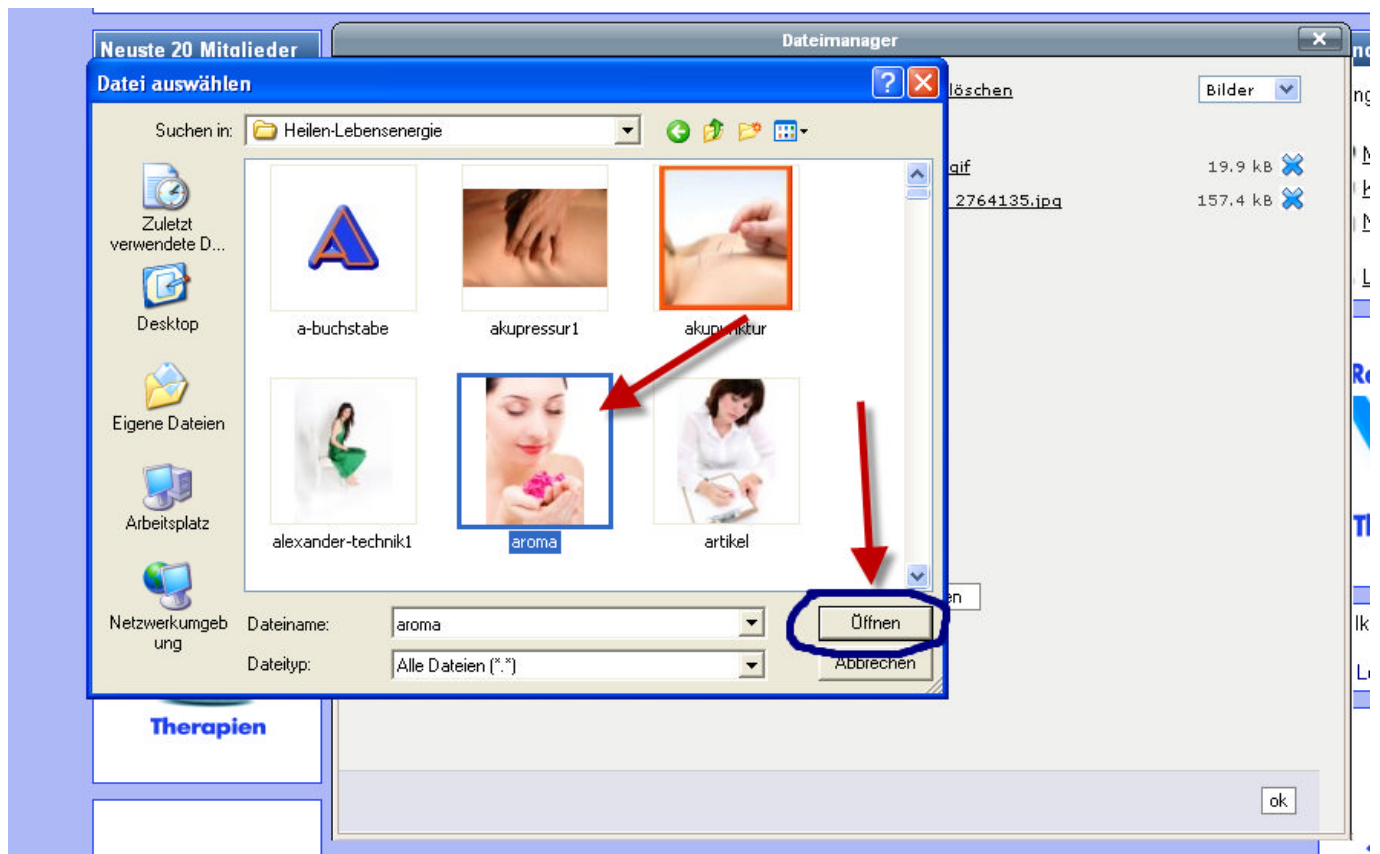 Neuste 20 Mitglieder
Dateimanager
Datei auswählen
löschen
Bilder
Suchen in:
Heilen-Lebensenergie
gif
19.9 kB
2764135.jpg
157.4 kB
Zuletzt
verwendete D...
Desktop
Eigene Dateien
Arbeitsplatz
Netzwerkumgeb
ung
a-buchstabe
akupressur1
akupunktur
alexander-technik1
aroma
artikel
Dateiname:
aroma
Öffnen
Dateityp:
Alle Dateien (*.*)
Abbrechen
en
Therapien
ok